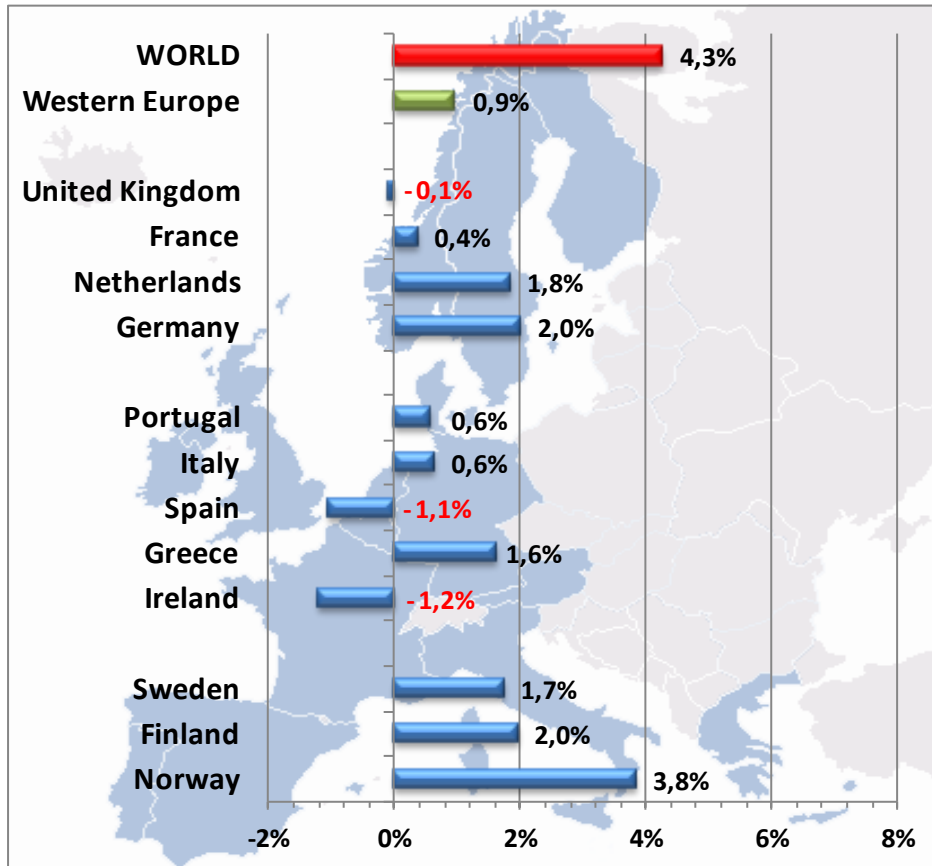 WORLD 4,3%
Western Europe 0,9%
United Kingdom -0,1%
France 0,4%
Netherlands 1,8%
Germany 2,0%
Portugal 0,6%
Italy 0,6%
Spain -1,1%
Greece 1,6%
Ireland -1,2%
Sweden 1,7%
Finland 2,0%
Norway 3,8%
-2% 0% 2% 4% 6% 8%